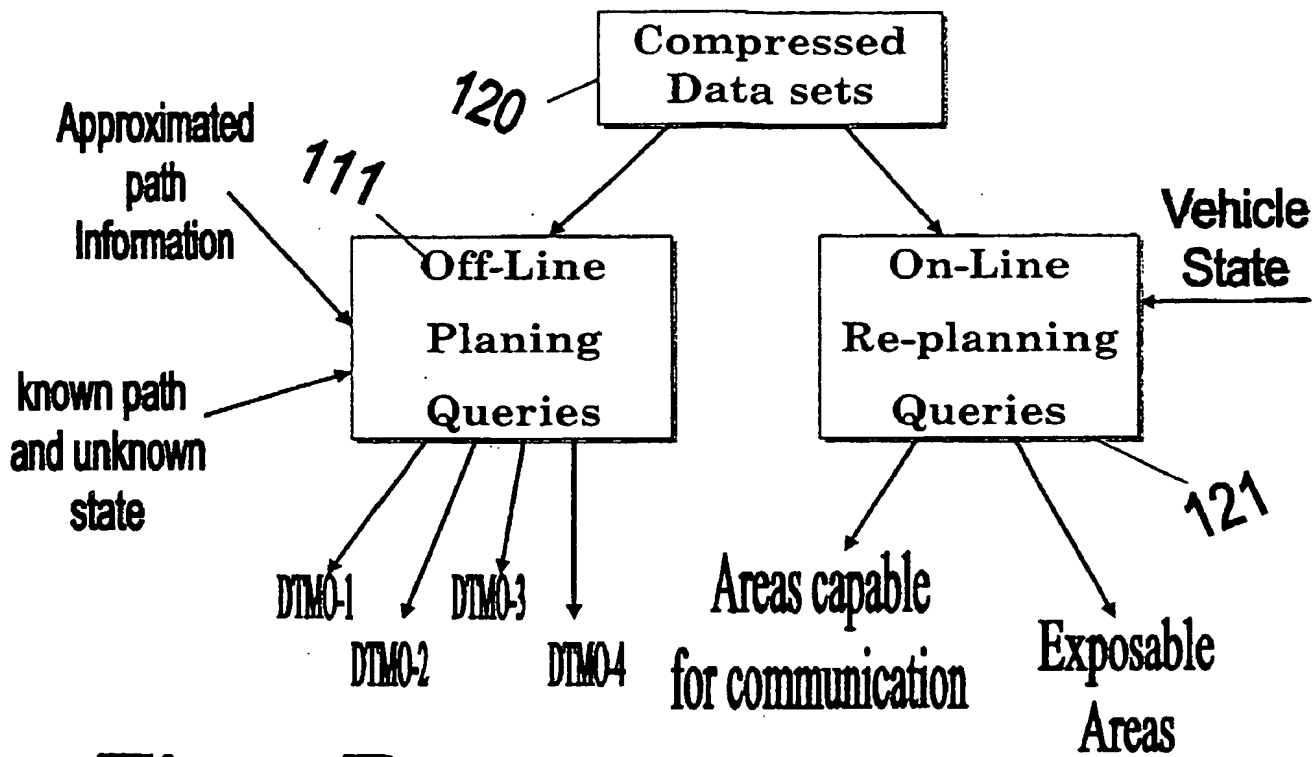 Compressed
Data sets
120
Approximated
path
Information
111
Vehicle
State
Off-Line
Planing
Queries
On-Line
Re-planning
Queries
known path
and unknown
state
121
DTMO-1
DTMO-2
DTMO-3
DTMO-4
Areas capable
for communication
Exposable
Areas